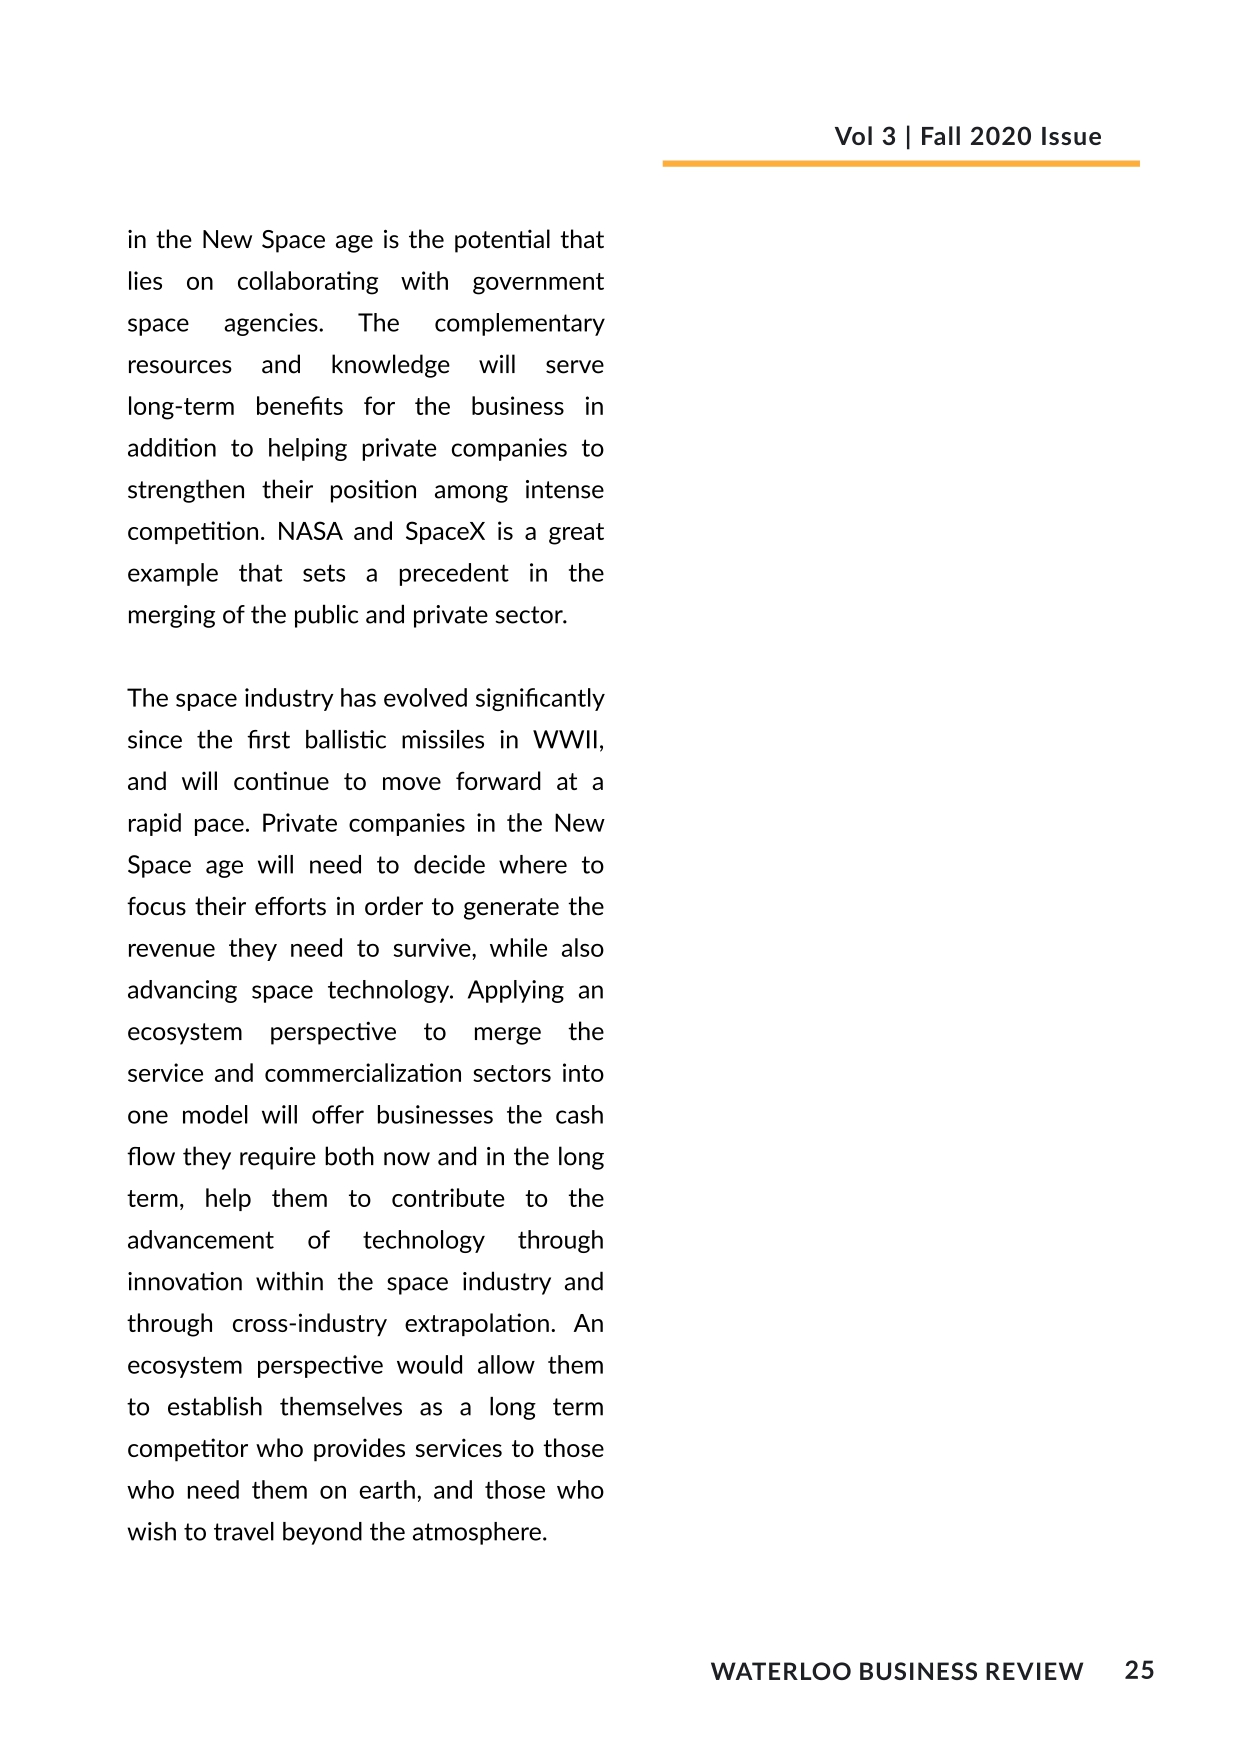 Vol 3 | Fall 2020 Issue
in the New Space age is the potential that
lies on collaborating with government
space agencies. The complementary
resources and knowledge will serve
long-term benefits for the business in
addition to helping private companies to
strengthen their position among intense
competition. NASA and SpaceX is a great
example that sets a precedent in the
merging of the public and private sector.
The space industry has evolved significantly
since the first ballistic missiles in WWII,
and will continue to move forward at a
rapid pace. Private companies in the New
Space age will need to decide where to
focus their efforts in order to generate the
revenue they need to survive, while also
advancing space technology. Applying an
ecosystem perspective to merge the
service and commercialization sectors into
one model will offer businesses the cash
flow they require both now and in the long
term, help them to contribute to the
advancement of technology through
innovation within the space industry and
through cross-industry extrapolation. An
ecosystem perspective would allow them
to establish themselves as a long term
competitor who provides services to those
who need them on earth, and those who
wish to travel beyond the atmosphere.
WATERLOO BUSINESS REVIEW 25